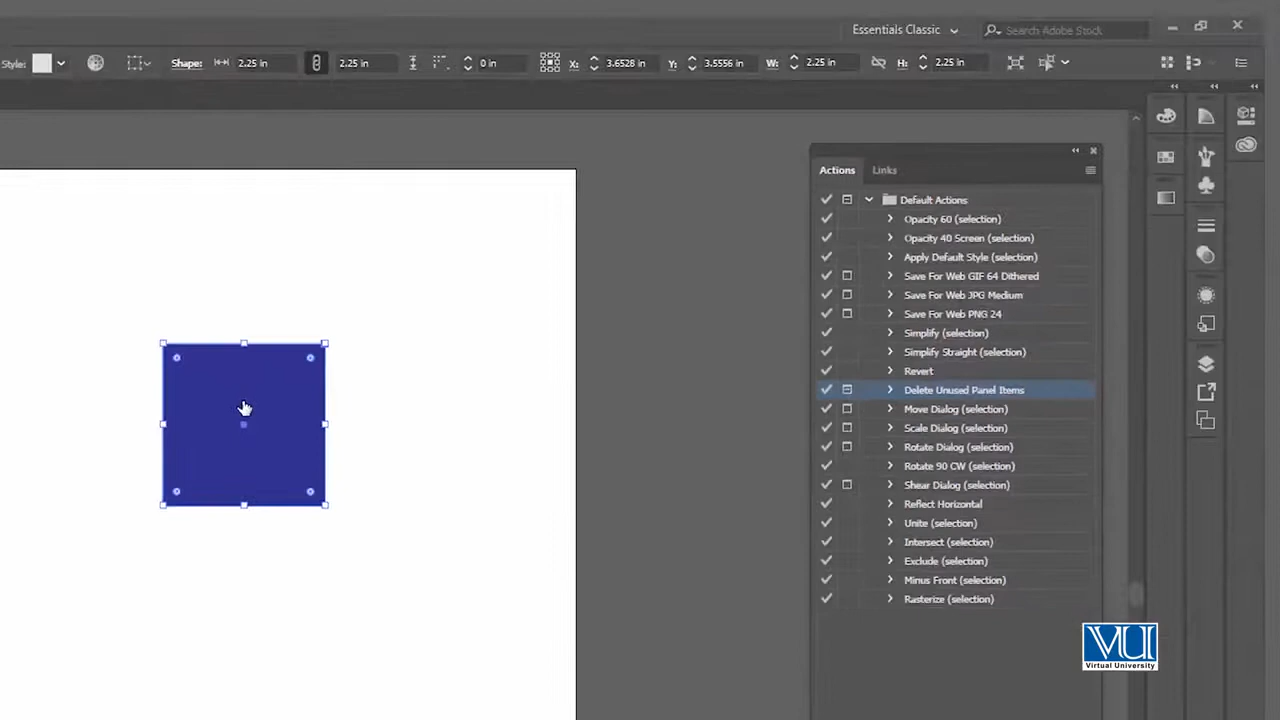 Essentials Classic
Search Adobe Stock
Style:
Shape:
2.25 in
2.25 in
0 in
X:
3.6528 in
Y:
3.5556 in
W:
2.25 in
H:
2.25 in
Actions
Links
Default Actions
Opacity 60 (selection)
Opacity 40 Screen (selection)
Apply Default Style (selection)
Save For Web GIF 64 Dithered
Save For Web JPG Medium
Save For Web PNG 24
Simplify (selection)
Simplify Straight (selection)
Revert
Delete Unused Panel Items
Move Dialog (selection)
Scale Dialog (selection)
Rotate Dialog (selection)
Rotate 90 CW (selection)
Shear Dialog (selection)
Reflect Horizontal
Unite (selection)
Intersect (selection)
Exclude (selection)
Minus Front (selection)
Rasterize (selection)
VU
Virtual University